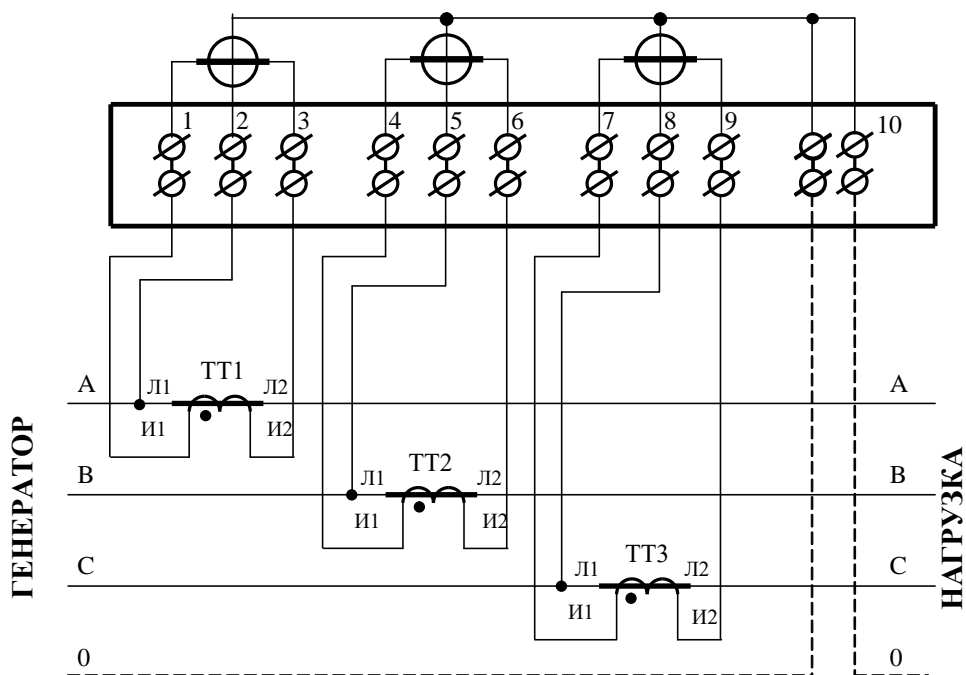 1 2 3 4 5 6 7 8 9 10
ТТ1
А Л1 Л2 А
И1 И2
ТТ2
В Л1 Л2 В
И1 И2
ТТ3
С Л1 Л2 С
И1 И2
0 0
ГЕНЕРАТОР
НАГРУЗКА